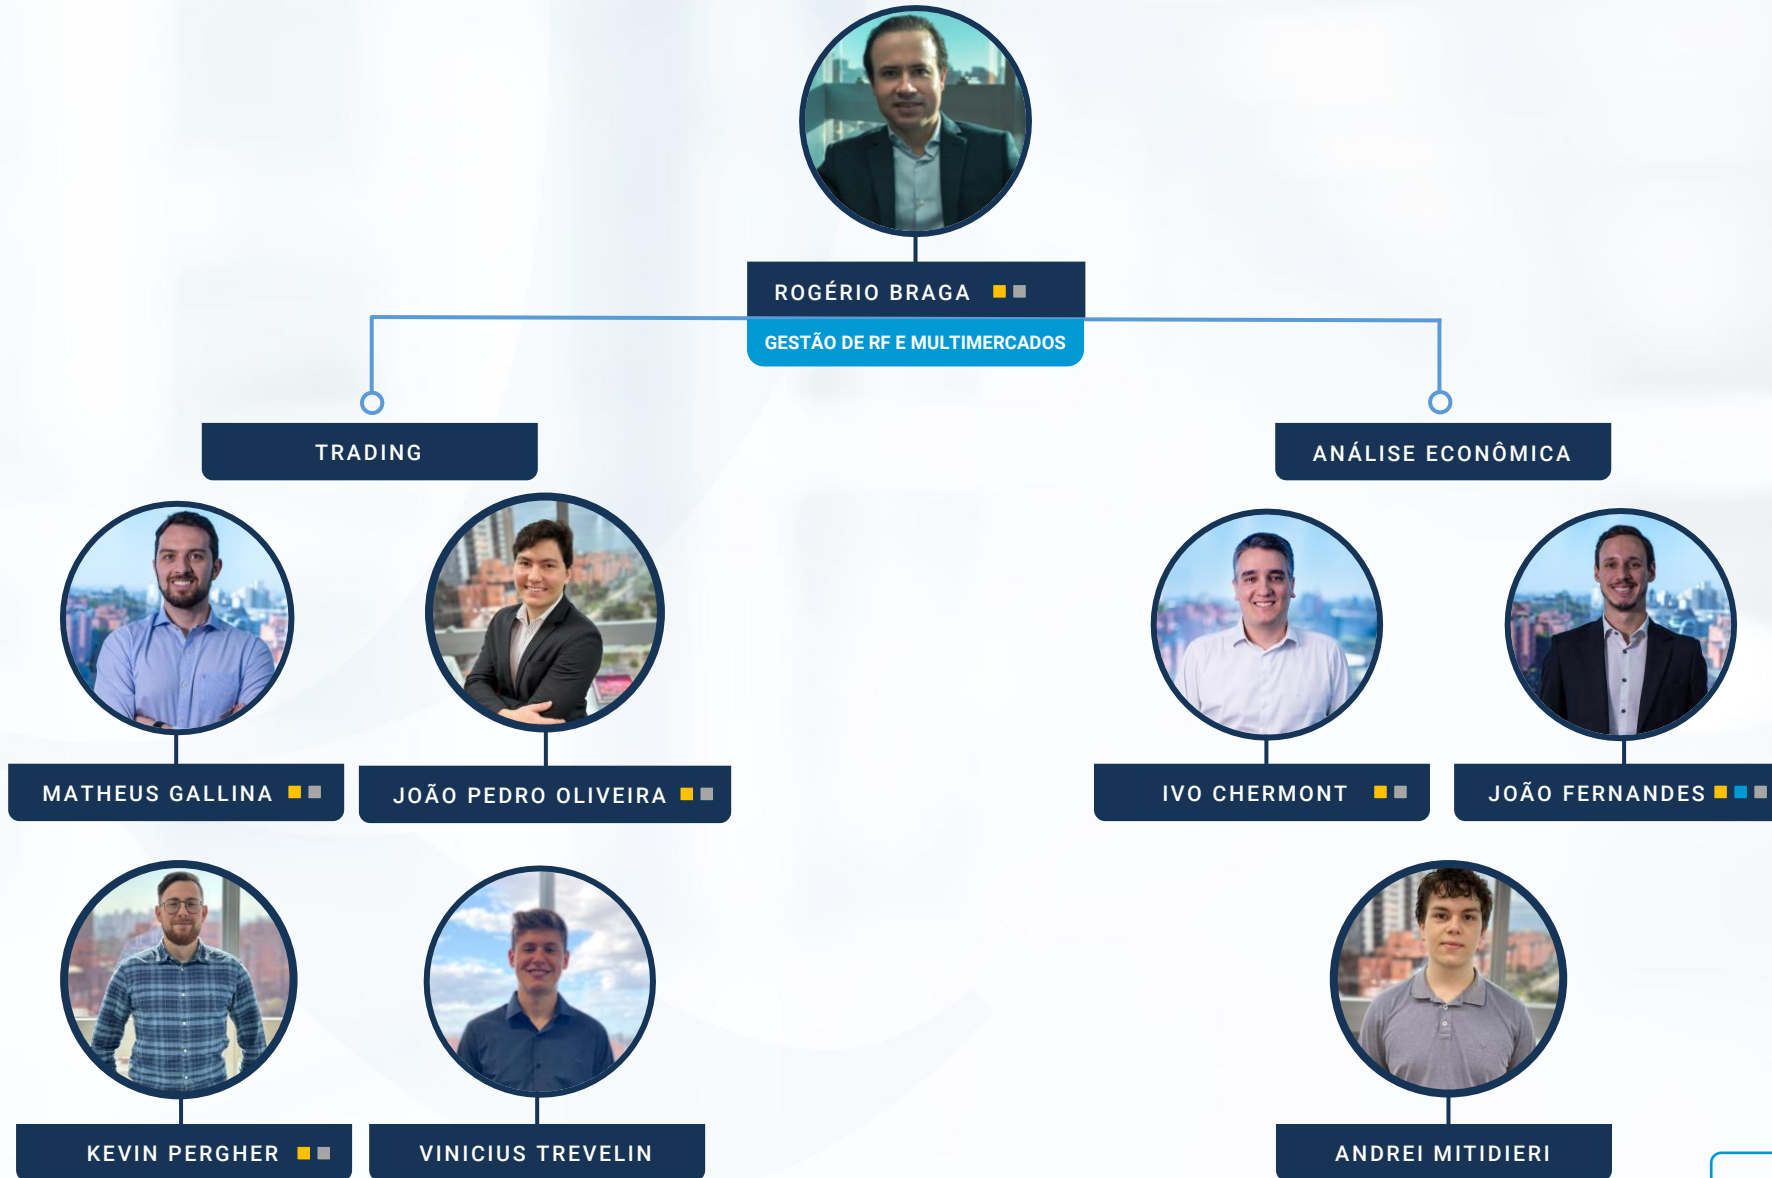 ROGÉRIO BRAGA
GESTÃO DE RF E MULTIMERCADOS
TRADING
ANÁLISE ECONÔMICA
MATHEUS GALLINA
JOÃO PEDRO OLIVEIRA
IVO CHERMONT
JOÃO FERNANDES
KEVIN PERGHER
VINICIUS TREVELIN
ANDREI MITIDIERI